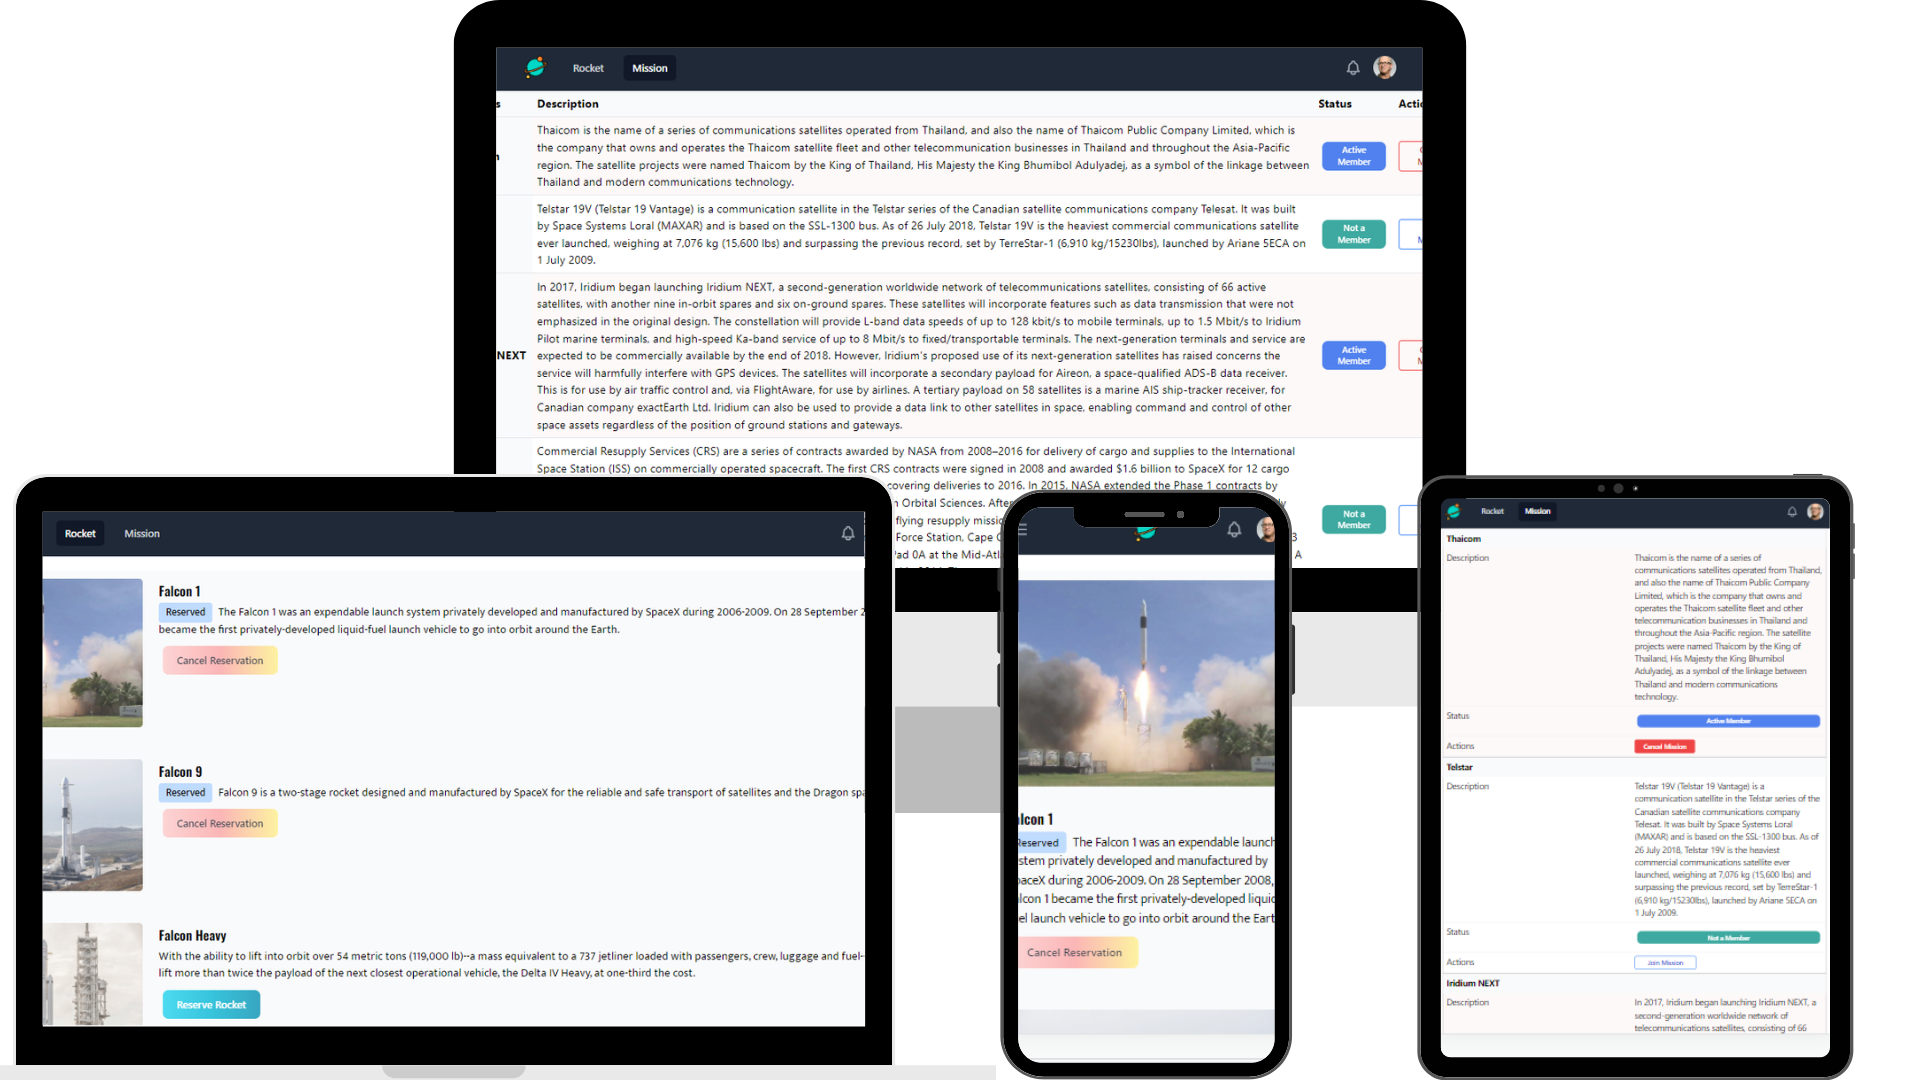 Rocket
Mission
Description
Status
Thaicom is the name of a series of communications satellites operated from Thailand, and also the name of Thaicom Public Company Limited, which is
the company that owns and operates the Thaicom satellite fleet and other telecommunication businesses in Thailand and throughout the Asia-Pacific
region. The satellite projects were named Thaicom by the King of Thailand, His Majesty the King Bhumibol Adulyadej, as a symbol of the linkage between
Thailand and modern communications technology.
Active
Member
Telstar 19V (Telstar 19 Vantage) is a communication satellite in the Telstar series of the Canadian satellite communications company Telesat. It was built
by Space Systems Loral (MAXAR) and is based on the SSL-1300 bus. As of 26 July 2018, Telstar 19V is the heaviest commercial communications satellite
ever launched, weighing at 7,076 kg (15,600 lbs) and surpassing the previous record, set by TerreStar-1 (6,910 kg/15230lbs), launched by Ariane 5ECA on
1 July 2009.
Not a
Member
NEXT
In 2017, Iridium began launching Iridium NEXT, a second-generation worldwide network of telecommunications satellites, consisting of 66 active
satellites, with another nine in-orbit spares and six on-ground spares. These satellites will incorporate features such as data transmission that were not
emphasized in the original design. The constellation will provide L-band data speeds of up to 128 kbit/s to mobile terminals, up to 1.5 Mbit/s to Iridium
Pilot marine terminals, and high-speed Ka-band service of up to 8 Mbit/s to fixed/transportable terminals. The next-generation terminals and service are
expected to be commercially available by the end of 2018. However, Iridium's proposed use of its next-generation satellites has raised concerns the
service will harmfully interfere with GPS devices. The satellites will incorporate a secondary payload for Aireon, a space-qualified ADS-B data receiver.
This is for use by air traffic control and, via FlightAware, for use by airlines. A tertiary payload on 58 satellites is a marine AIS ship-tracker receiver, for
Canadian company exactEarth Ltd. Iridium can also be used to provide a data link to other satellites in space, enabling command and control of other
space assets regardless of the position of ground stations and gateways.
Active
Member
Commercial Resupply Services (CRS) are a series of contracts awarded by NASA from 2008–2016 for delivery of cargo and supplies to the International
Space Station (ISS) on commercially operated spacecraft. The first CRS contracts were signed in 2008 and awarded $1.6 billion to SpaceX for 12 cargo
covering deliveries to 2016. In 2015, NASA extended the Phase 1 contracts by
Orbital Sciences.
flying resupply
Force Station, Cape
0A at the
Not a
Member
Rocket
Mission
Falcon 1
Reserved The Falcon 1 was an expendable launch system privately developed and manufactured by SpaceX during 2006-2009. On 28 September
became the first privately-developed liquid-fuel launch vehicle to go into orbit around the Earth.
Cancel Reservation
Falcon 9
Reserved Falcon 9 is a two-stage rocket designed and manufactured by SpaceX for the reliable and safe transport of satellites and the Dragon
Cancel Reservation
Falcon Heavy
With the ability to lift into orbit over 54 metric tons (119,000 lb)--a mass equivalent to a 737 jetliner loaded with passengers, crew, luggage and fuel--
lift more than twice the payload of the next closest operational vehicle, the Delta IV Heavy, at one-third the cost.
Reserve Rocket
lcon 1
Reserved The Falcon 1 was an expendable launch
stem privately developed and manufactured by
paceX during 2006-2009. On 28 September 2008,
lcon 1 became the first privately-developed liquid
el launch vehicle to go into orbit around the Eart
Cancel Reservation
Rocket
Mission
Thaicom
Description
Thaicom is the name of a series of
communications satellites operated from Thailand,
and also the name of Thaicom Public Company
Limited, which is the company that owns and
operates the Thaicom satellite fleet and other
telecommunication businesses in Thailand and
throughout the Asia-Pacific region. The satellite
projects were named Thaicom by the King of
Thailand, His Majesty the King Bhumibol
Adulyadej, as a symbol of the linkage between
Thailand and modern communications
technology.
Status
Active Member
Actions
Cancel Mission
Telstar
Description
Telstar 19V (Telstar 19 Vantage) is a
communication satellite in the Telstar series of the
Canadian satellite communications company
Telesat. It was built by Space Systems Loral
(MAXAR) and is based on the SSL-1300 bus. As of
26 July 2018, Telstar 19V is the heaviest
commercial communications satellite ever
launched, weighing at 7,076 kg (15,600 lbs) and
surpassing the previous record, set by TerreStar-1
(6,910 kg/15230lbs), launched by Ariane 5ECA on
1 July 2009.
Status
Not a Member
Actions
Join Mission
Iridium NEXT
Description
In 2017, Iridium began launching Iridium NEXT, a
second-generation worldwide network of
telecommunications satellites, consisting of 66